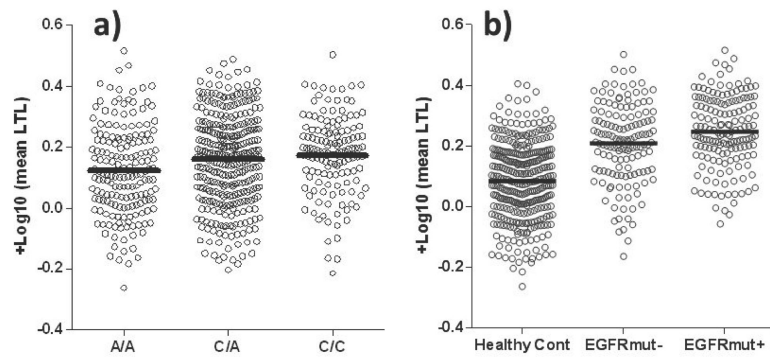 a)
+Log10 (mean LTL)
0.6
0.4
0.2
0.0
-0.2
-0.4
A/A C/A C/C
b)
+Log10 (mean LTL)
0.6
0.4
0.2
0.0
-0.2
-0.4
Healthy Cont EGFRmut- EGFRmut+